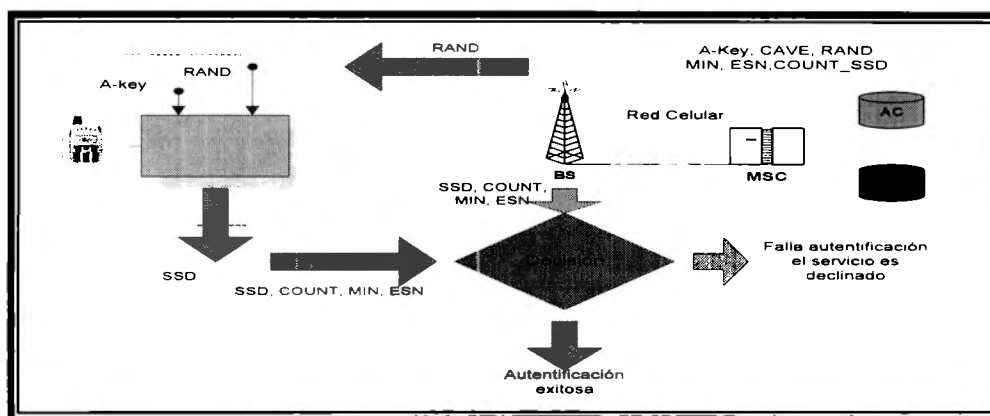 RAND
A-Key, CAVE, RAND
MIN, ESN,COUNT_SSD
RAND
A-key
AC
Red Celular
BS
MSC
SSD, COUNT,
MIN, ESN
Decisión
Falla autentificación
el servicio es
declinado
SSD
SSD, COUNT, MIN, ESN
Autentificación
exitosa